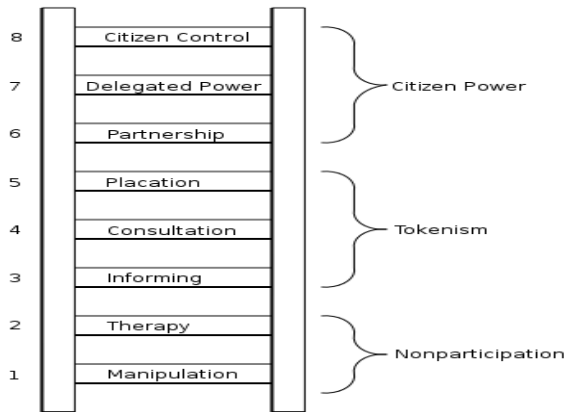 8 Citizen Control
7 Delegated Power
Citizen Power
6 Partnership
5 Placation
4 Consultation
Tokenism
3 Informing
2 Therapy
Nonparticipation
1 Manipulation